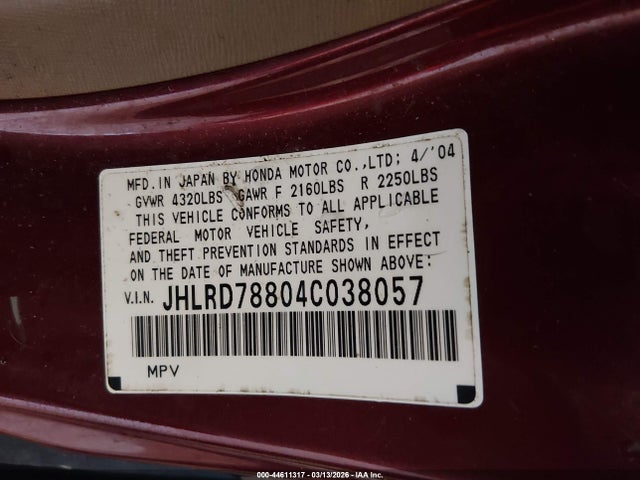 MFD. IN JAPAN BY HONDA MOTOR CO.,LTD; 4/'04
GVWR 4320LBS GAWR F 2160LBS R 2250LBS
THIS VEHICLE CONFORMS TO ALL APPLICABLE
FEDERAL MOTOR VEHICLE SAFETY,
AND THEFT PREVENTION STANDARDS IN EFFECT
ON THE DATE OF MANUFACTURE SHOWN ABOVE:
V.I.N. JHLRD78804C038057
MPV
000-44611317 | 03/13/2026 | IAA Inc.